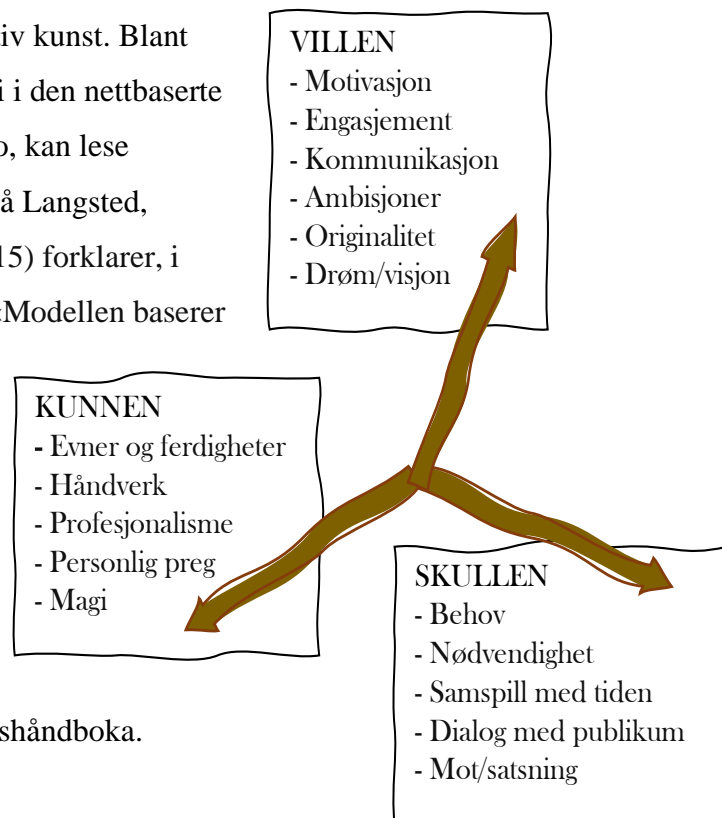 iv kunst. Blant
i i den nettbaserte
o, kan lese
å Langsted,
15) forklarer, i
«Modellen baserer
VILLEN
- Motivasjon
- Engasjement
- Kommunikasjon
- Ambisjoner
- Originalitet
- Drøm/visjon
KUNNEN
- Evner og ferdigheter
- Håndverk
- Profesjonalisme
- Personlig preg
- Magi
SKULLEN
- Behov
- Nødvendighet
- Samspill med tiden
- Dialog med publikum
- Mot/satsning
shåndboka.